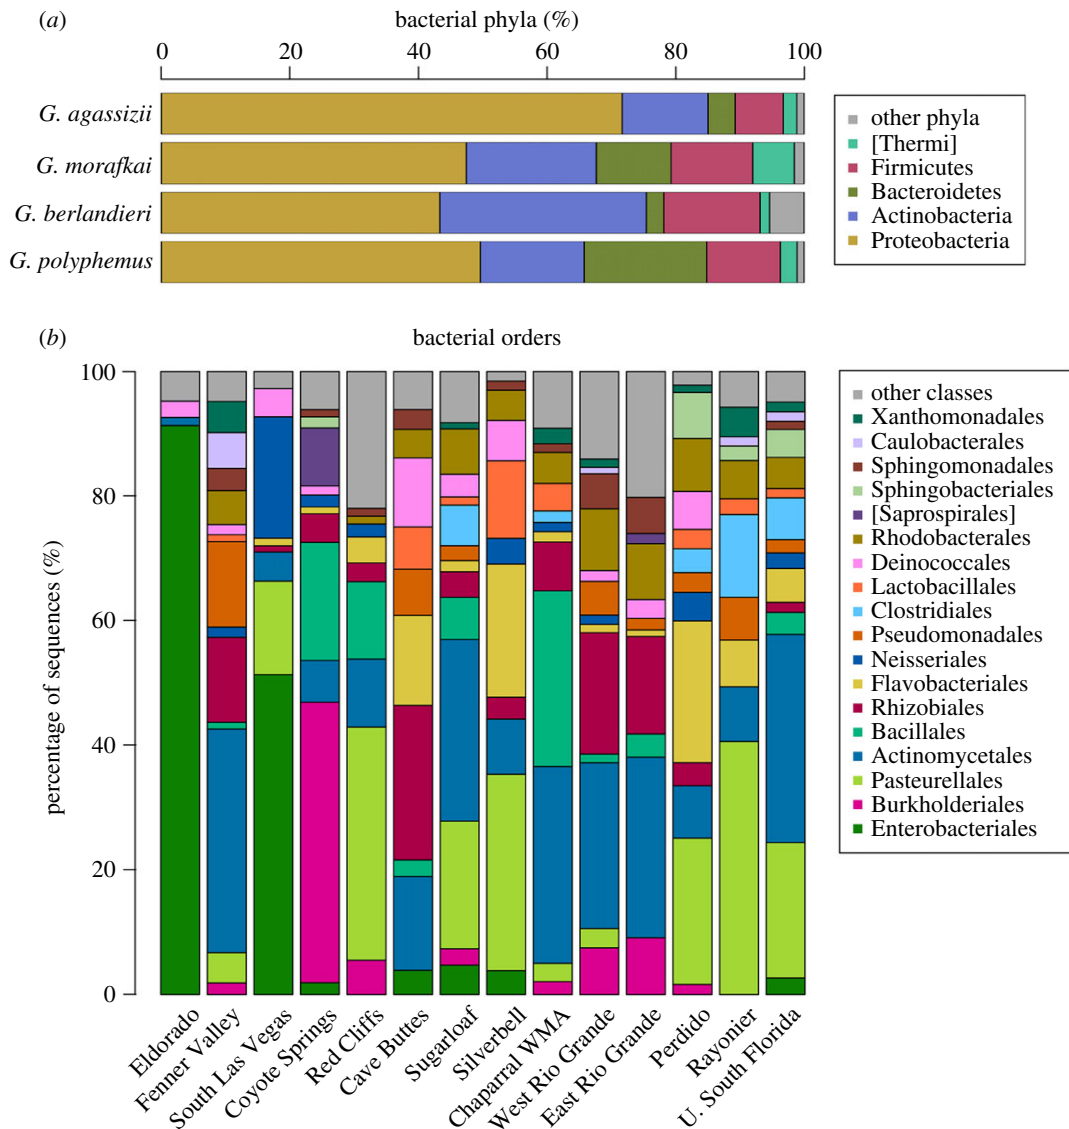 (a) bacterial phyla (%)
0 20 40 60 80 100
G. agassizii
G. morafkai
G. berlandieri
G. polyphemus
other phyla
[Thermi]
Firmicutes
Bacteroidetes
Actinobacteria
Proteobacteria
(b) bacterial orders
percentage of sequences (%)
100
80
60
40
20
0
other classes
Xanthomonadales
Caulobacterales
Sphingomonadales
Sphingobacteriales
[Saprospirales]
Rhodobacterales
Deinococcales
Lactobacillales
Clostridiales
Pseudomonadales
Neisseriales
Flavobacteriales
Rhizobiales
Bacillales
Actinomycetales
Pasteurellales
Burkholderiales
Enterobacteriales
Eldorado
Fenner Valley
South Las Vegas
Coyote Springs
Red Cliffs
Cave Buttes
Sugarloaf
Silverbell
Chaparral WMA
West Rio Grande
East Rio Grande
Perdido
Rayonier
U. South Florida